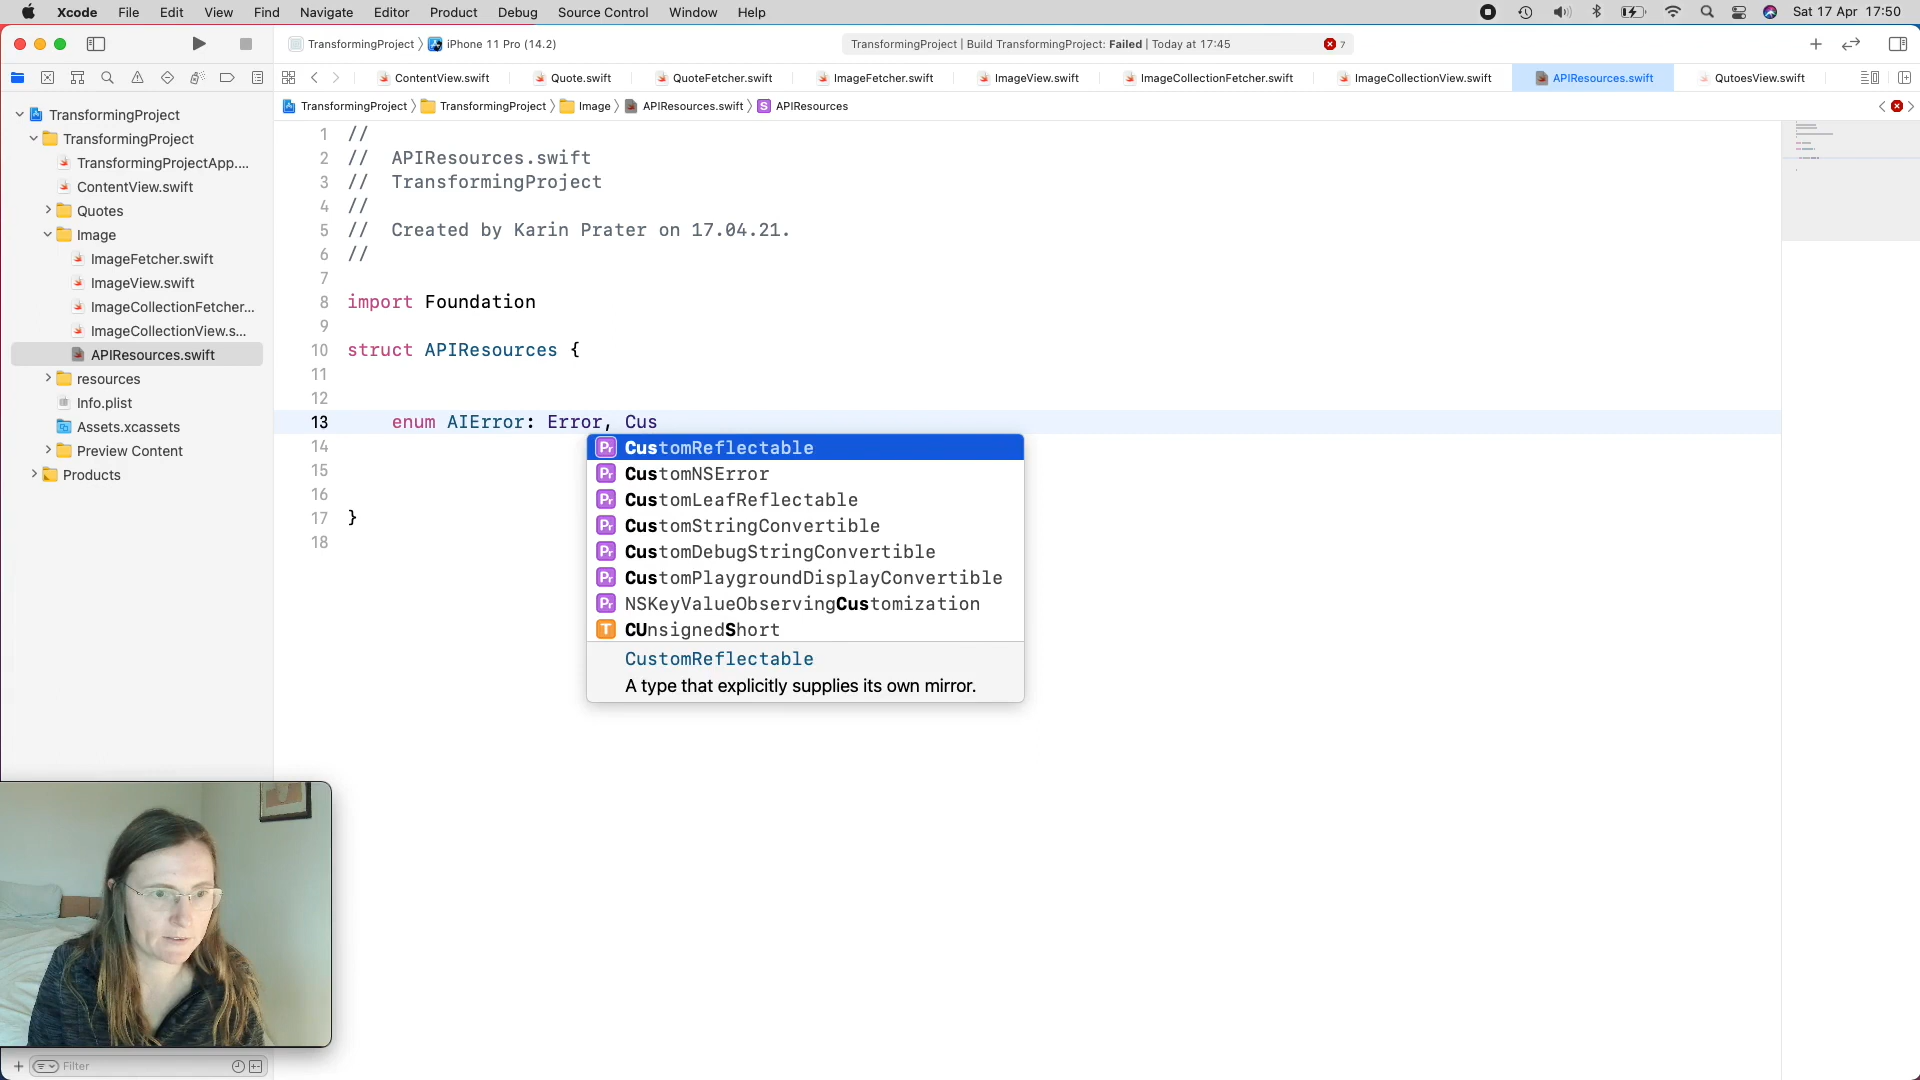 Xcode File Edit View Find Navigate Editor Product Debug Source Control Window Help Sat 17 Apr 17:50
TransformingProject iPhone 11 Pro (14.2) TransformingProject | Build TransformingProject: Failed | Today at 17:45 7
ContentView.swift Quote.swift QuoteFetcher.swift ImageFetcher.swift ImageView.swift ImageCollectionFetcher.swift ImageCollectionView.swift APIResources.swift QutoesView.swift
TransformingProject TransformingProject Image APIResources.swift S APIResources
TransformingProject
TransformingProject
TransformingProjectApp....
ContentView.swift
Quotes
Image
ImageFetcher.swift
ImageView.swift
ImageCollectionFetcher...
ImageCollectionView.s...
APIResources.swift
resources
Info.plist
Assets.xcassets
Preview Content
Products
Filter
1 //
2 // APIResources.swift
3 // TransformingProject
4 //
5 // Created by Karin Prater on 17.04.21.
6 //
7
8 import Foundation
9
10 struct APIResources {
11
12
13 enum AIError: Error, Cus
14
15
16
17 }
18
Pr CustomReflectable
Pr CustomNSError
Pr CustomLeafReflectable
Pr CustomStringConvertible
Pr CustomDebugStringConvertible
Pr CustomPlaygroundDisplayConvertible
Pr NSKeyValueObservingCustomization
T CUnsignedShort
CustomReflectable
A type that explicitly supplies its own mirror.